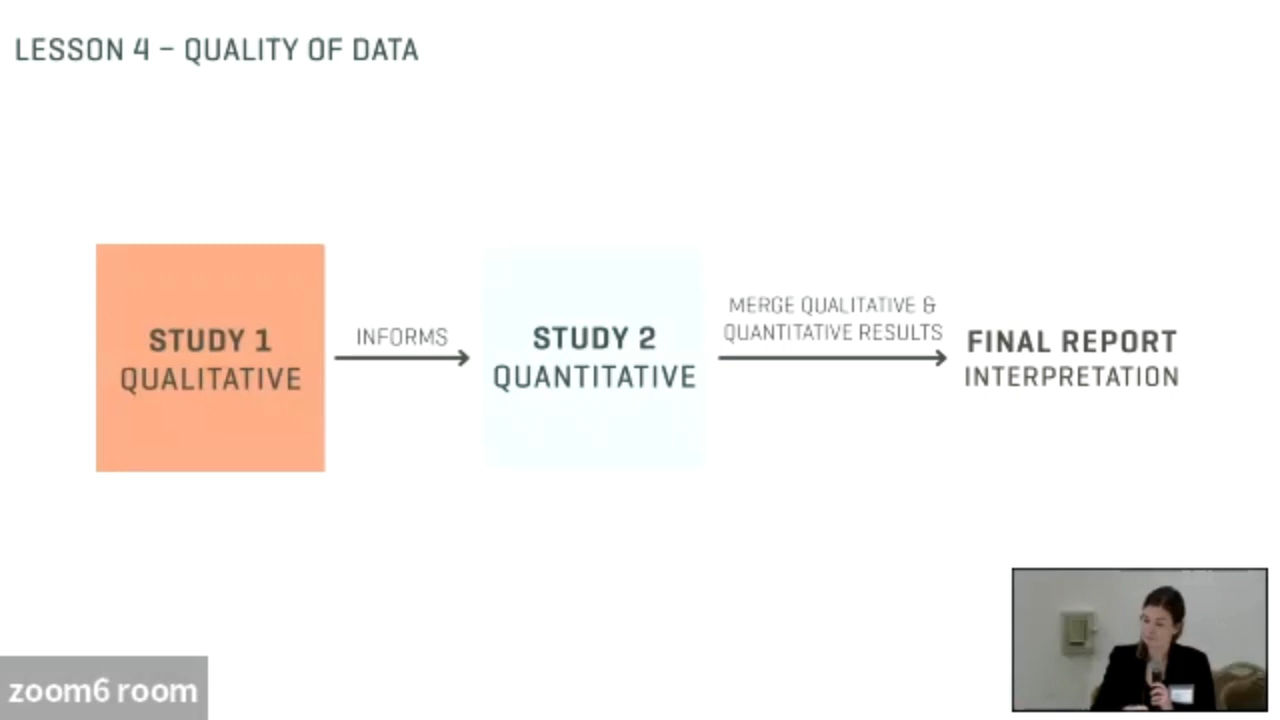 LESSON 4 – QUALITY OF DATA
STUDY 1
QUALITATIVE
INFORMS
STUDY 2
QUANTITATIVE
MERGE QUALITATIVE &
QUANTITATIVE RESULTS
FINAL REPORT
INTERPRETATION
zoom6 room